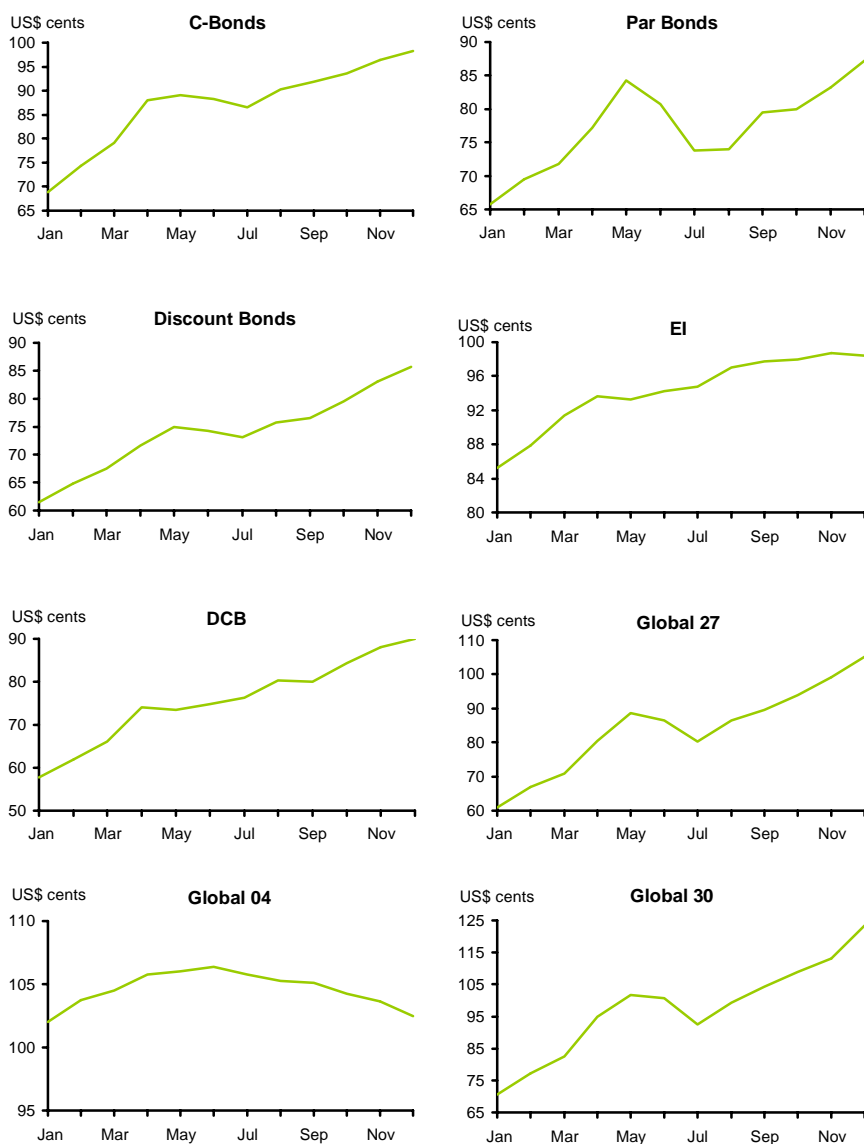 US$ cents
C-Bonds
100
95
90
85
80
75
70
65
Jan Mar May Jul Sep Nov
US$ cents
Par Bonds
90
85
80
75
70
65
Jan Mar May Jul Sep Nov
US$ cents
Discount Bonds
90
85
80
75
70
65
60
Jan Mar May Jul Sep Nov
US$ cents
EI
100
96
92
88
84
80
Jan Mar May Jul Sep Nov
US$ cents
DCB
90
80
70
60
50
Jan Mar May Jul Sep Nov
US$ cents
Global 27
110
100
90
80
70
60
Jan Mar May Jul Sep Nov
US$ cents
Global 04
110
105
100
95
Jan Mar May Jul Sep Nov
US$ cents
Global 30
125
115
105
95
85
75
65
Jan Mar May Jul Sep Nov